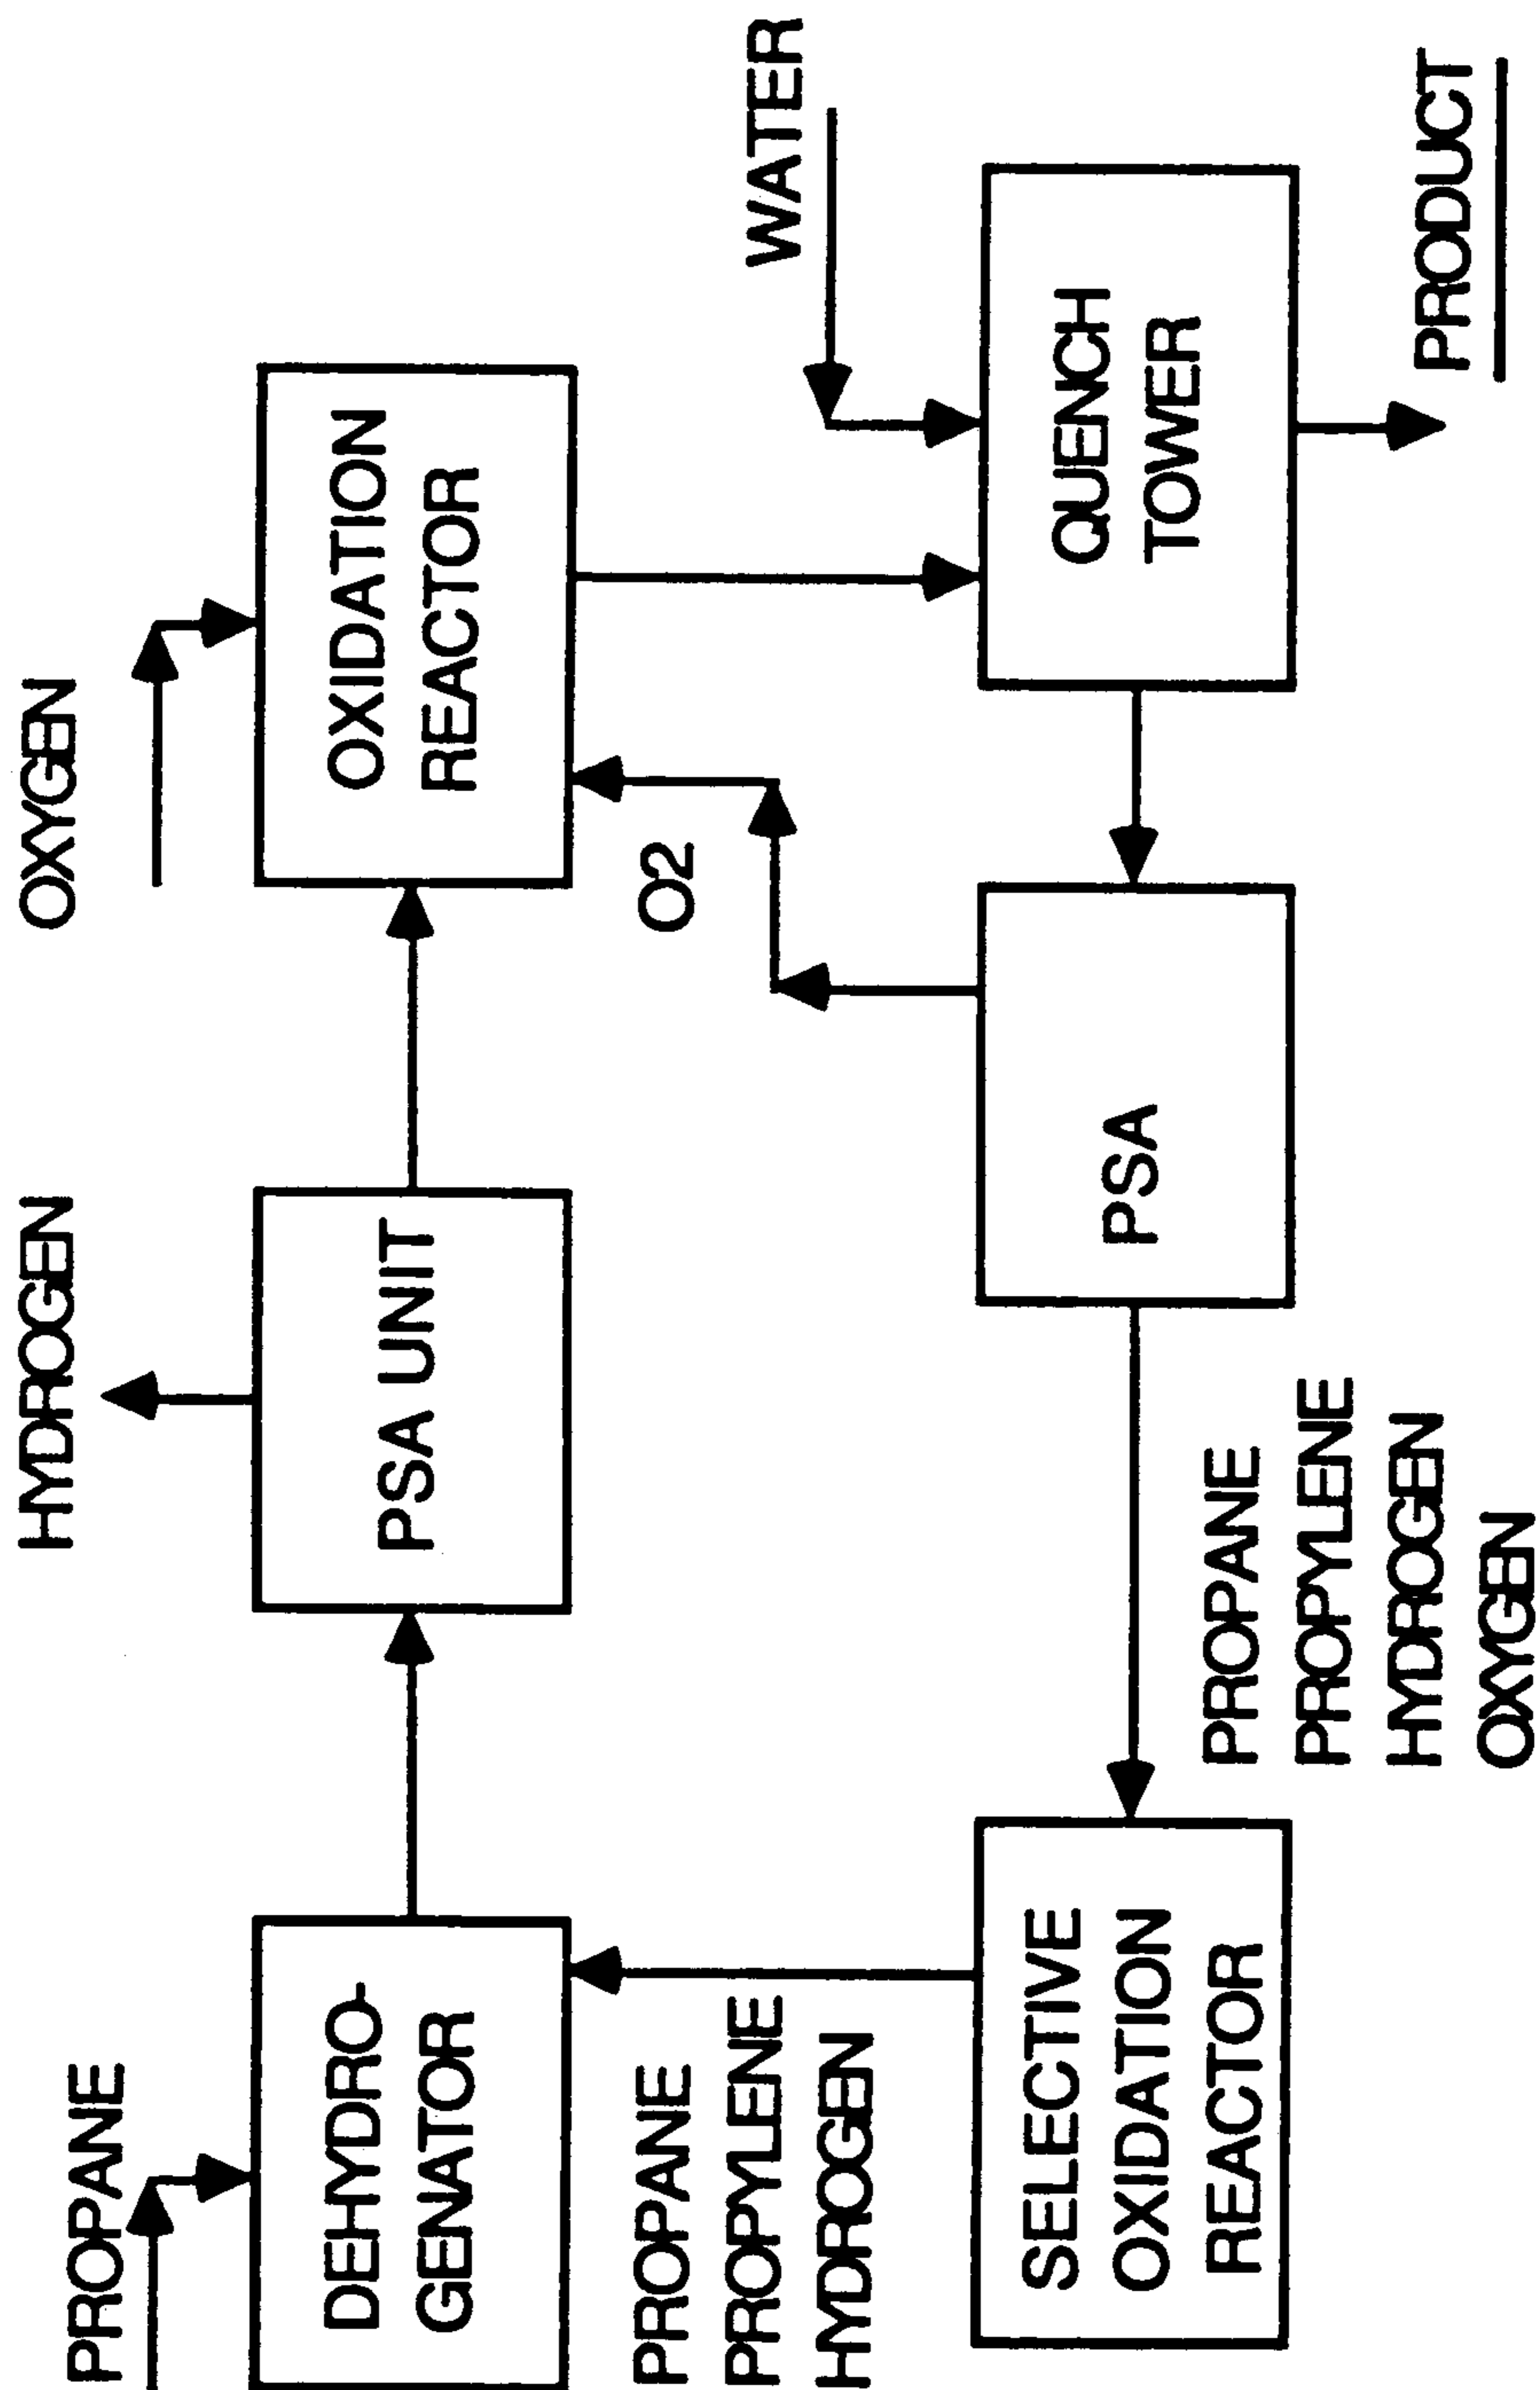 PROPANE
HYDROGEN
OXYGEN
DEHYDRO-
GENATOR
PSA UNIT
OXIDATION
REACTOR
PROPANE
PROPYLENE
HYDROGEN
O2
WATER
SELECTIVE
OXIDATION
REACTOR
PSA
QUENCH
TOWER
PROPANE
PROPYLENE
HYDROGEN
OXYGEN
PRODUCT